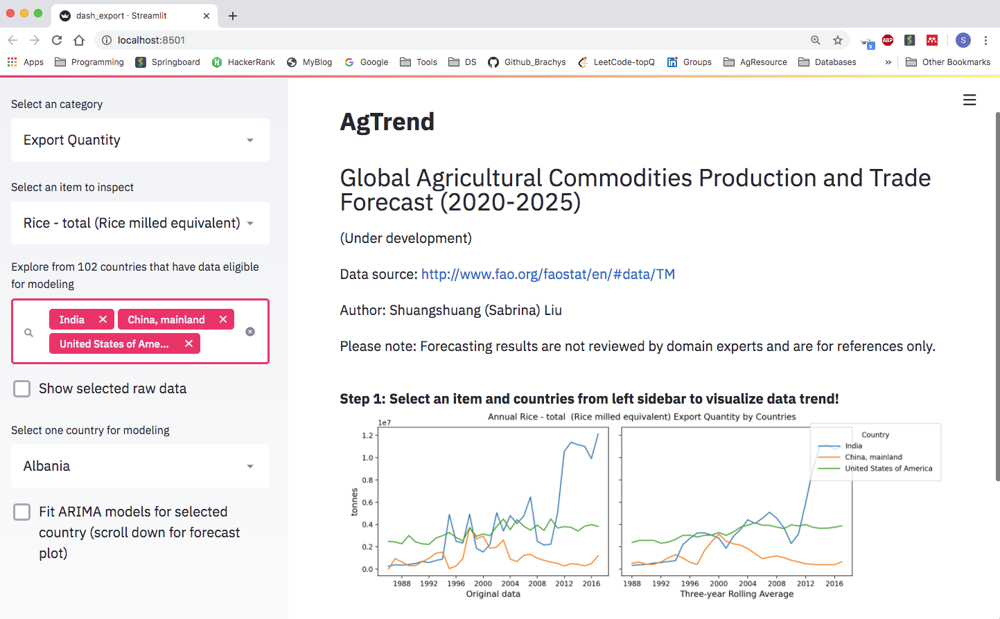 dash_export · Streamlit
localhost:8501
ABP
S
x
Apps
Programming
Springboard
HackerRank
MyBlog
Google
Tools
DS
Github_Brachys
LeetCode-topQ
Groups
AgResource
Databases
»
Other Bookmarks
Select an category
Export Quantity
Select an item to inspect
Rice - total (Rice milled equivalent)
Explore from 102 countries that have data eligible
for modeling
India
China, mainland
United States of Ame...
Show selected raw data
Select one country for modeling
Albania
Fit ARIMA models for selected
country (scroll down for forecast
plot)
AgTrend
Global Agricultural Commodities Production and Trade
Forecast (2020-2025)
(Under development)
Data source: http://www.fao.org/faostat/en/#data/TM
Author: Shuangshuang (Sabrina) Liu
Please note: Forecasting results are not reviewed by domain experts and are for references only.
Step 1: Select an item and countries from left sidebar to visualize data trend!
Annual Rice - total (Rice milled equivalent) Export Quantity by Countries
1e7
1.2
1.0
0.8
0.6
0.4
0.2
0.0
tonnes
1988 1992 1996 2000 2004 2008 2012 2016
Original data
Country
India
China, mainland
United States of America
1988 1992 1996 2000 2004 2008 2012 2016
Three-year Rolling Average